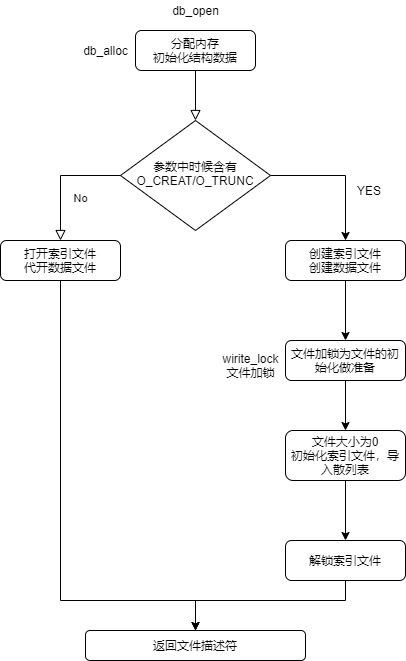 db_open
db_alloc
分配内存
初始化结构数据
参数中时候含有
O_CREAT/O_TRUNC
No
YES
打开索引文件
代开数据文件
创建索引文件
创建数据文件
wirite_lock
文件加锁
文件加锁为文件的初
始化做准备
文件大小为0
初始化索引文件，导
入散列表
解锁索引文件
返回文件描述符